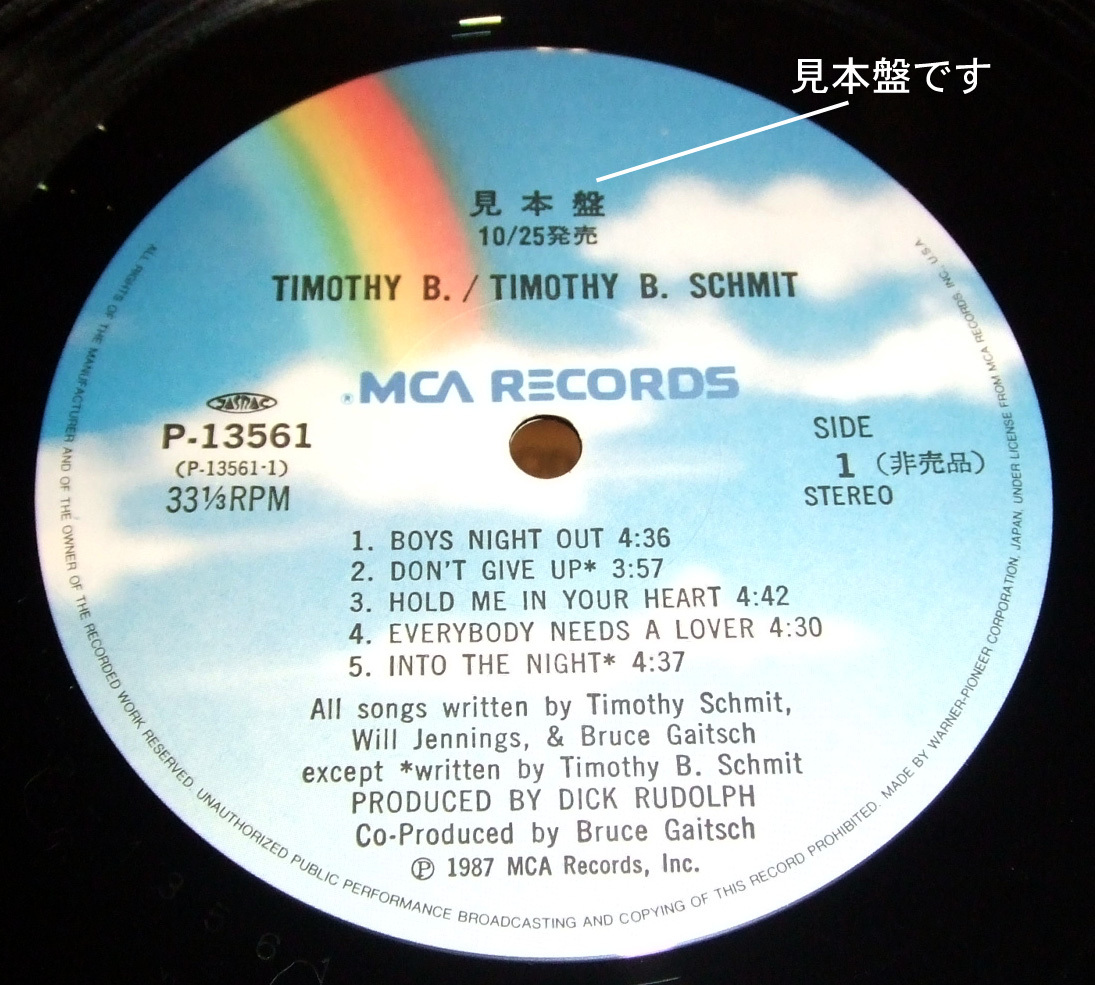 見本盤です
見本盤
10/25発売
TIMOTHY B. / TIMOTHY B. SCHMIT
® MCA RECORDS
JASRAC
P-13561
(P-13561-1)
33⅓RPM
SIDE
1 (非売品)
STEREO
1. BOYS NIGHT OUT 4:36
2. DON'T GIVE UP* 3:57
3. HOLD ME IN YOUR HEART 4:42
4. EVERYBODY NEEDS A LOVER 4:30
5. INTO THE NIGHT* 4:37
All songs written by Timothy Schmit,
Will Jennings, & Bruce Gaitsch
except *written by Timothy B. Schmit
PRODUCED BY DICK RUDOLPH
Co-Produced by Bruce Gaitsch
Ⓟ 1987 MCA Records, Inc.
ALL RIGHTS OF THE MANUFACTURER AND OF THE OWNER OF THE RECORDED WORK RESERVED. UNAUTHORIZED PUBLIC PERFORMANCE BROADCASTING AND COPYING OF THIS RECORD PROHIBITED. MADE BY WARNER-PIONEER CORPORATION, JAPAN, UNDER LICENSE FROM MCA RECORDS, INC., U.S.A.